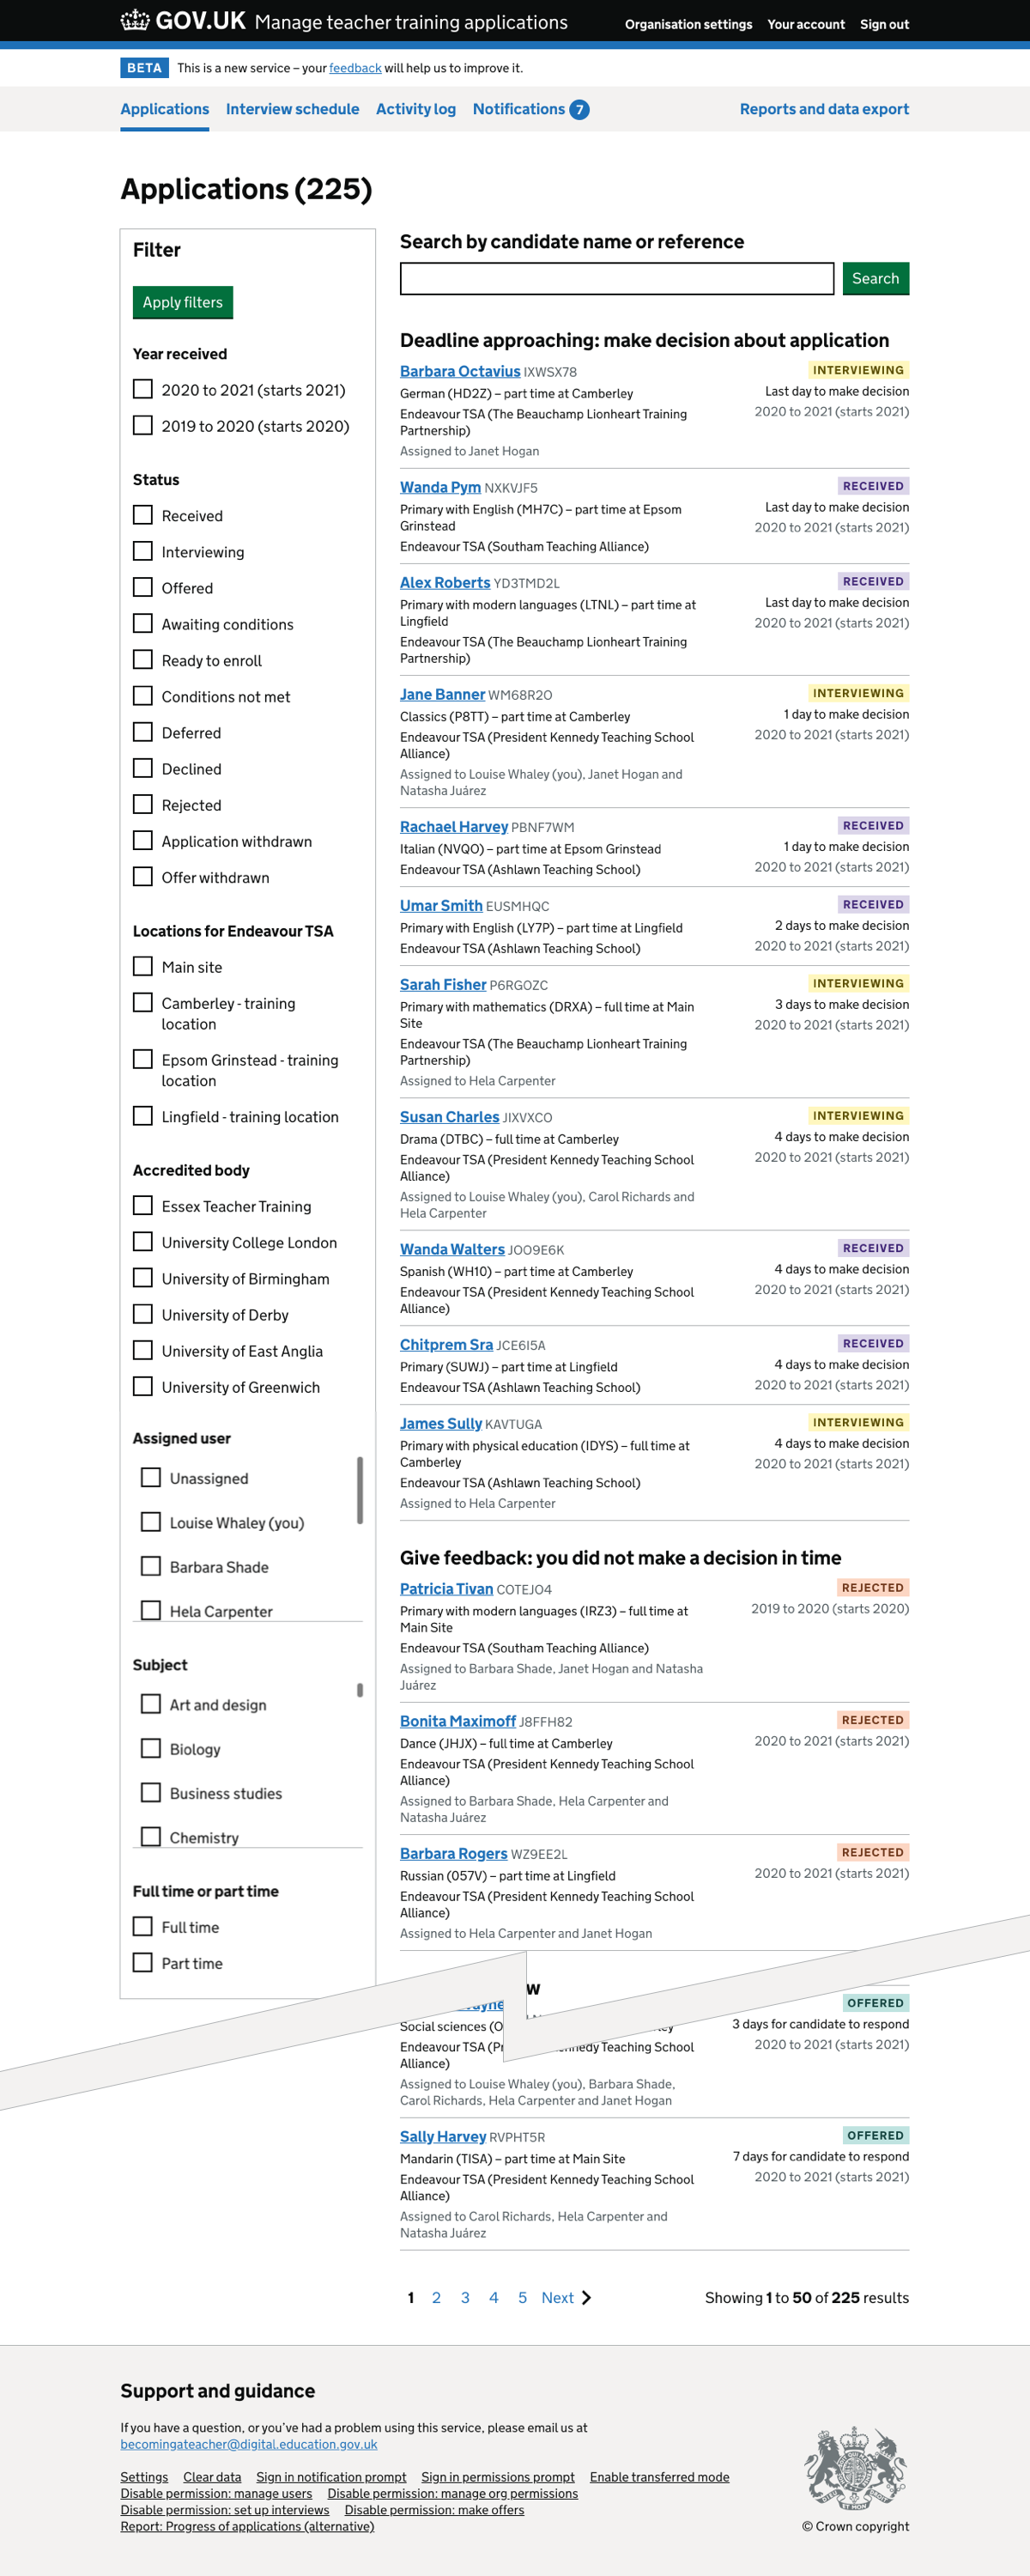 GOV.UK Manage teacher training applications
Organisation settings Your account Sign out
BETA This is a new service – your feedback will help us to improve it.
Applications Interview schedule Activity log Notifications 7 Reports and data export
Applications (225)
Filter
Apply filters
Year received
2020 to 2021 (starts 2021)
2019 to 2020 (starts 2020)
Status
Received
Interviewing
Offered
Awaiting conditions
Ready to enroll
Conditions not met
Deferred
Declined
Rejected
Application withdrawn
Offer withdrawn
Locations for Endeavour TSA
Main site
Camberley - training
location
Epsom Grinstead - training
location
Lingfield - training location
Accredited body
Essex Teacher Training
University College London
University of Birmingham
University of Derby
University of East Anglia
University of Greenwich
Assigned user
Unassigned
Louise Whaley (you)
Barbara Shade
Hela Carpenter
Subject
Art and design
Biology
Business studies
Chemistry
Full time or part time
Full time
Part time
Search by candidate name or reference
Search
Deadline approaching: make decision about application
Barbara Octavius IXWSX78
INTERVIEWING
German (HD2Z) – part time at Camberley
Last day to make decision
Endeavour TSA (The Beauchamp Lionheart Training
Partnership)
2020 to 2021 (starts 2021)
Assigned to Janet Hogan
Wanda Pym NXKVJF5
RECEIVED
Primary with English (MH7C) – part time at Epsom
Grinstead
Last day to make decision
2020 to 2021 (starts 2021)
Endeavour TSA (Southam Teaching Alliance)
Alex Roberts YD3TMD2L
RECEIVED
Primary with modern languages (LTNL) – part time at
Lingfield
Last day to make decision
2020 to 2021 (starts 2021)
Endeavour TSA (The Beauchamp Lionheart Training
Partnership)
Jane Banner WM68R2O
INTERVIEWING
Classics (P8TT) – part time at Camberley
1 day to make decision
Endeavour TSA (President Kennedy Teaching School
Alliance)
2020 to 2021 (starts 2021)
Assigned to Louise Whaley (you), Janet Hogan and
Natasha Juárez
Rachael Harvey PBNF7WM
RECEIVED
Italian (NVQO) – part time at Epsom Grinstead
1 day to make decision
Endeavour TSA (Ashlawn Teaching School)
2020 to 2021 (starts 2021)
Umar Smith EUSMHQC
RECEIVED
Primary with English (LY7P) – part time at Lingfield
2 days to make decision
Endeavour TSA (Ashlawn Teaching School)
2020 to 2021 (starts 2021)
Sarah Fisher P6RGOZC
INTERVIEWING
Primary with mathematics (DRXA) – full time at Main
Site
3 days to make decision
2020 to 2021 (starts 2021)
Endeavour TSA (The Beauchamp Lionheart Training
Partnership)
Assigned to Hela Carpenter
Susan Charles JIXVXCO
INTERVIEWING
Drama (DTBC) – full time at Camberley
4 days to make decision
Endeavour TSA (President Kennedy Teaching School
Alliance)
2020 to 2021 (starts 2021)
Assigned to Louise Whaley (you), Carol Richards and
Hela Carpenter
Wanda Walters JOO9E6K
RECEIVED
Spanish (WH10) – part time at Camberley
4 days to make decision
Endeavour TSA (President Kennedy Teaching School
Alliance)
2020 to 2021 (starts 2021)
Chitprem Sra JCE6I5A
RECEIVED
Primary (SUWJ) – part time at Lingfield
4 days to make decision
Endeavour TSA (Ashlawn Teaching School)
2020 to 2021 (starts 2021)
James Sully KAVTUGA
INTERVIEWING
Primary with physical education (IDYS) – full time at
Camberley
4 days to make decision
2020 to 2021 (starts 2021)
Endeavour TSA (Ashlawn Teaching School)
Assigned to Hela Carpenter
Give feedback: you did not make a decision in time
Patricia Tivan COTEJO4
REJECTED
Primary with modern languages (IRZ3) – full time at
Main Site
2019 to 2020 (starts 2020)
Endeavour TSA (Southam Teaching Alliance)
Assigned to Barbara Shade, Janet Hogan and Natasha
Juárez
Bonita Maximoff J8FFH82
REJECTED
Dance (JHJX) – full time at Camberley
2020 to 2021 (starts 2021)
Endeavour TSA (President Kennedy Teaching School
Alliance)
Assigned to Barbara Shade, Hela Carpenter and
Natasha Juárez
Barbara Rogers WZ9EE2L
REJECTED
Russian (057V) – part time at Lingfield
2020 to 2021 (starts 2021)
Endeavour TSA (President Kennedy Teaching School
Alliance)
Assigned to Hela Carpenter and Janet Hogan
OFFERED
Social sciences
3 days for candidate to respond
Endeavour TSA Teaching School
Alliance)
2020 to 2021 (starts 2021)
Assigned to Louise Whaley (you), Barbara Shade,
Carol Richards, Hela Carpenter and Janet Hogan
Sally Harvey RVPHT5R
OFFERED
Mandarin (TISA) – part time at Main Site
7 days for candidate to respond
Endeavour TSA (President Kennedy Teaching School
Alliance)
2020 to 2021 (starts 2021)
Assigned to Carol Richards, Hela Carpenter and
Natasha Juárez
1 2 3 4 5 Next
Showing 1 to 50 of 225 results
Support and guidance
If you have a question, or you've had a problem using this service, please email us at
becomingateacher@digital.education.gov.uk
Settings Clear data Sign in notification prompt Sign in permissions prompt Enable transferred mode
Disable permission: manage users Disable permission: manage org permissions
Disable permission: set up interviews Disable permission: make offers
Report: Progress of applications (alternative)
© Crown copyright